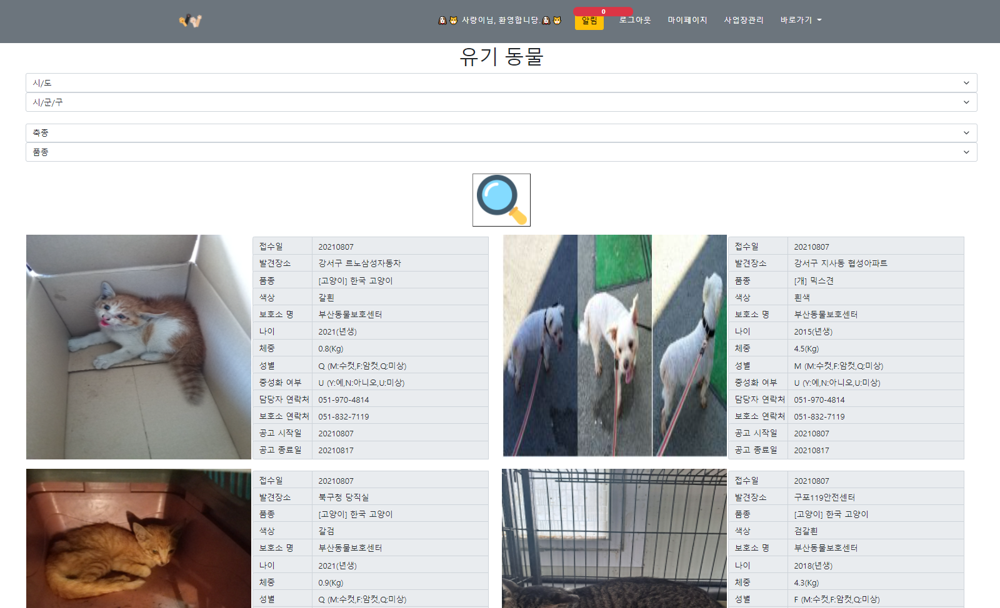 사랑이님, 환영합니당.
0
알림
로그아웃
마이페이지
사업장관리
바로가기
유기 동물
시/도
시/군/구
축종
품종
접수일 20210807
발견장소 강서구 르노삼성자동차
품종 [고양이] 한국 고양이
색상 갈흰
보호소 명 부산동물보호센터
나이 2021(년생)
체중 0.8(Kg)
성별 Q (M:수컷,F:암컷,Q:미상)
중성화 여부 U (Y:예,N:아니오,U:미상)
담당자 연락처 051-970-4814
보호소 연락처 051-832-7119
공고 시작일 20210807
공고 종료일 20210817
접수일 20210807
발견장소 강서구 지사동 협성아파트
품종 [개] 믹스견
색상 흰색
보호소 명 부산동물보호센터
나이 2015(년생)
체중 4.5(Kg)
성별 M (M:수컷,F:암컷,Q:미상)
중성화 여부 U (Y:예,N:아니오,U:미상)
담당자 연락처 051-970-4814
보호소 연락처 051-832-7119
공고 시작일 20210807
공고 종료일 20210817
접수일 20210807
발견장소 북구청 당직실
품종 [고양이] 한국 고양이
색상 갈검
보호소 명 부산동물보호센터
나이 2021(년생)
체중 0.9(Kg)
성별 Q (M:수컷,F:암컷,Q:미상)
접수일 20210807
발견장소 구포119안전센터
품종 [고양이] 한국 고양이
색상 검갈흰
보호소 명 부산동물보호센터
나이 2018(년생)
체중 4.3(Kg)
성별 F (M:수컷,F:암컷,Q:미상)